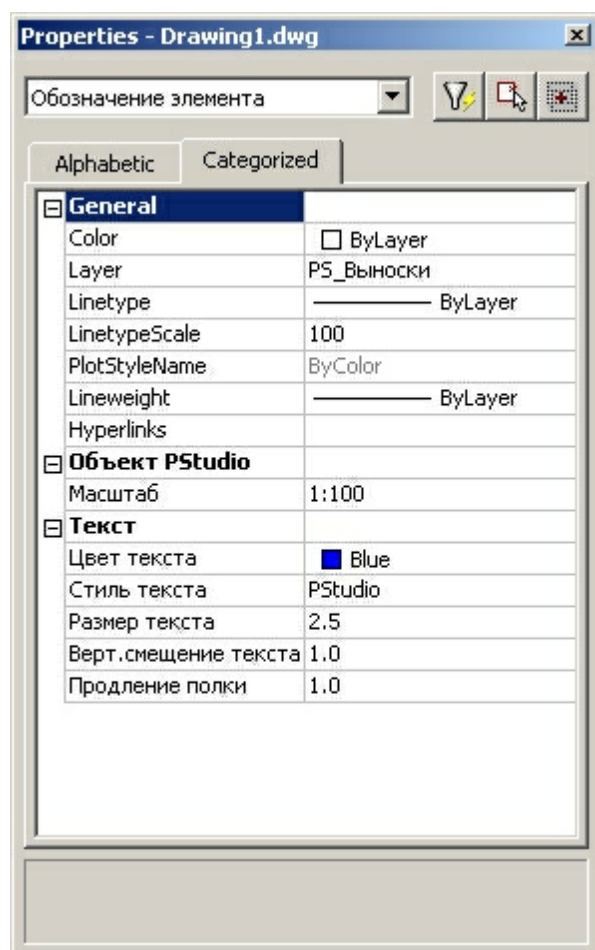 Properties - Drawing1.dwg
Обозначение элемента
Alphabetic Categorized
General
Color ByLayer
Layer PS_Выноски
Linetype ByLayer
LinetypeScale 100
PlotStyleName ByColor
Lineweight ByLayer
Hyperlinks
Объект PStudio
Масштаб 1:100
Текст
Цвет текста Blue
Стиль текста PStudio
Размер текста 2.5
Верт.смещение текста 1.0
Продление полки 1.0